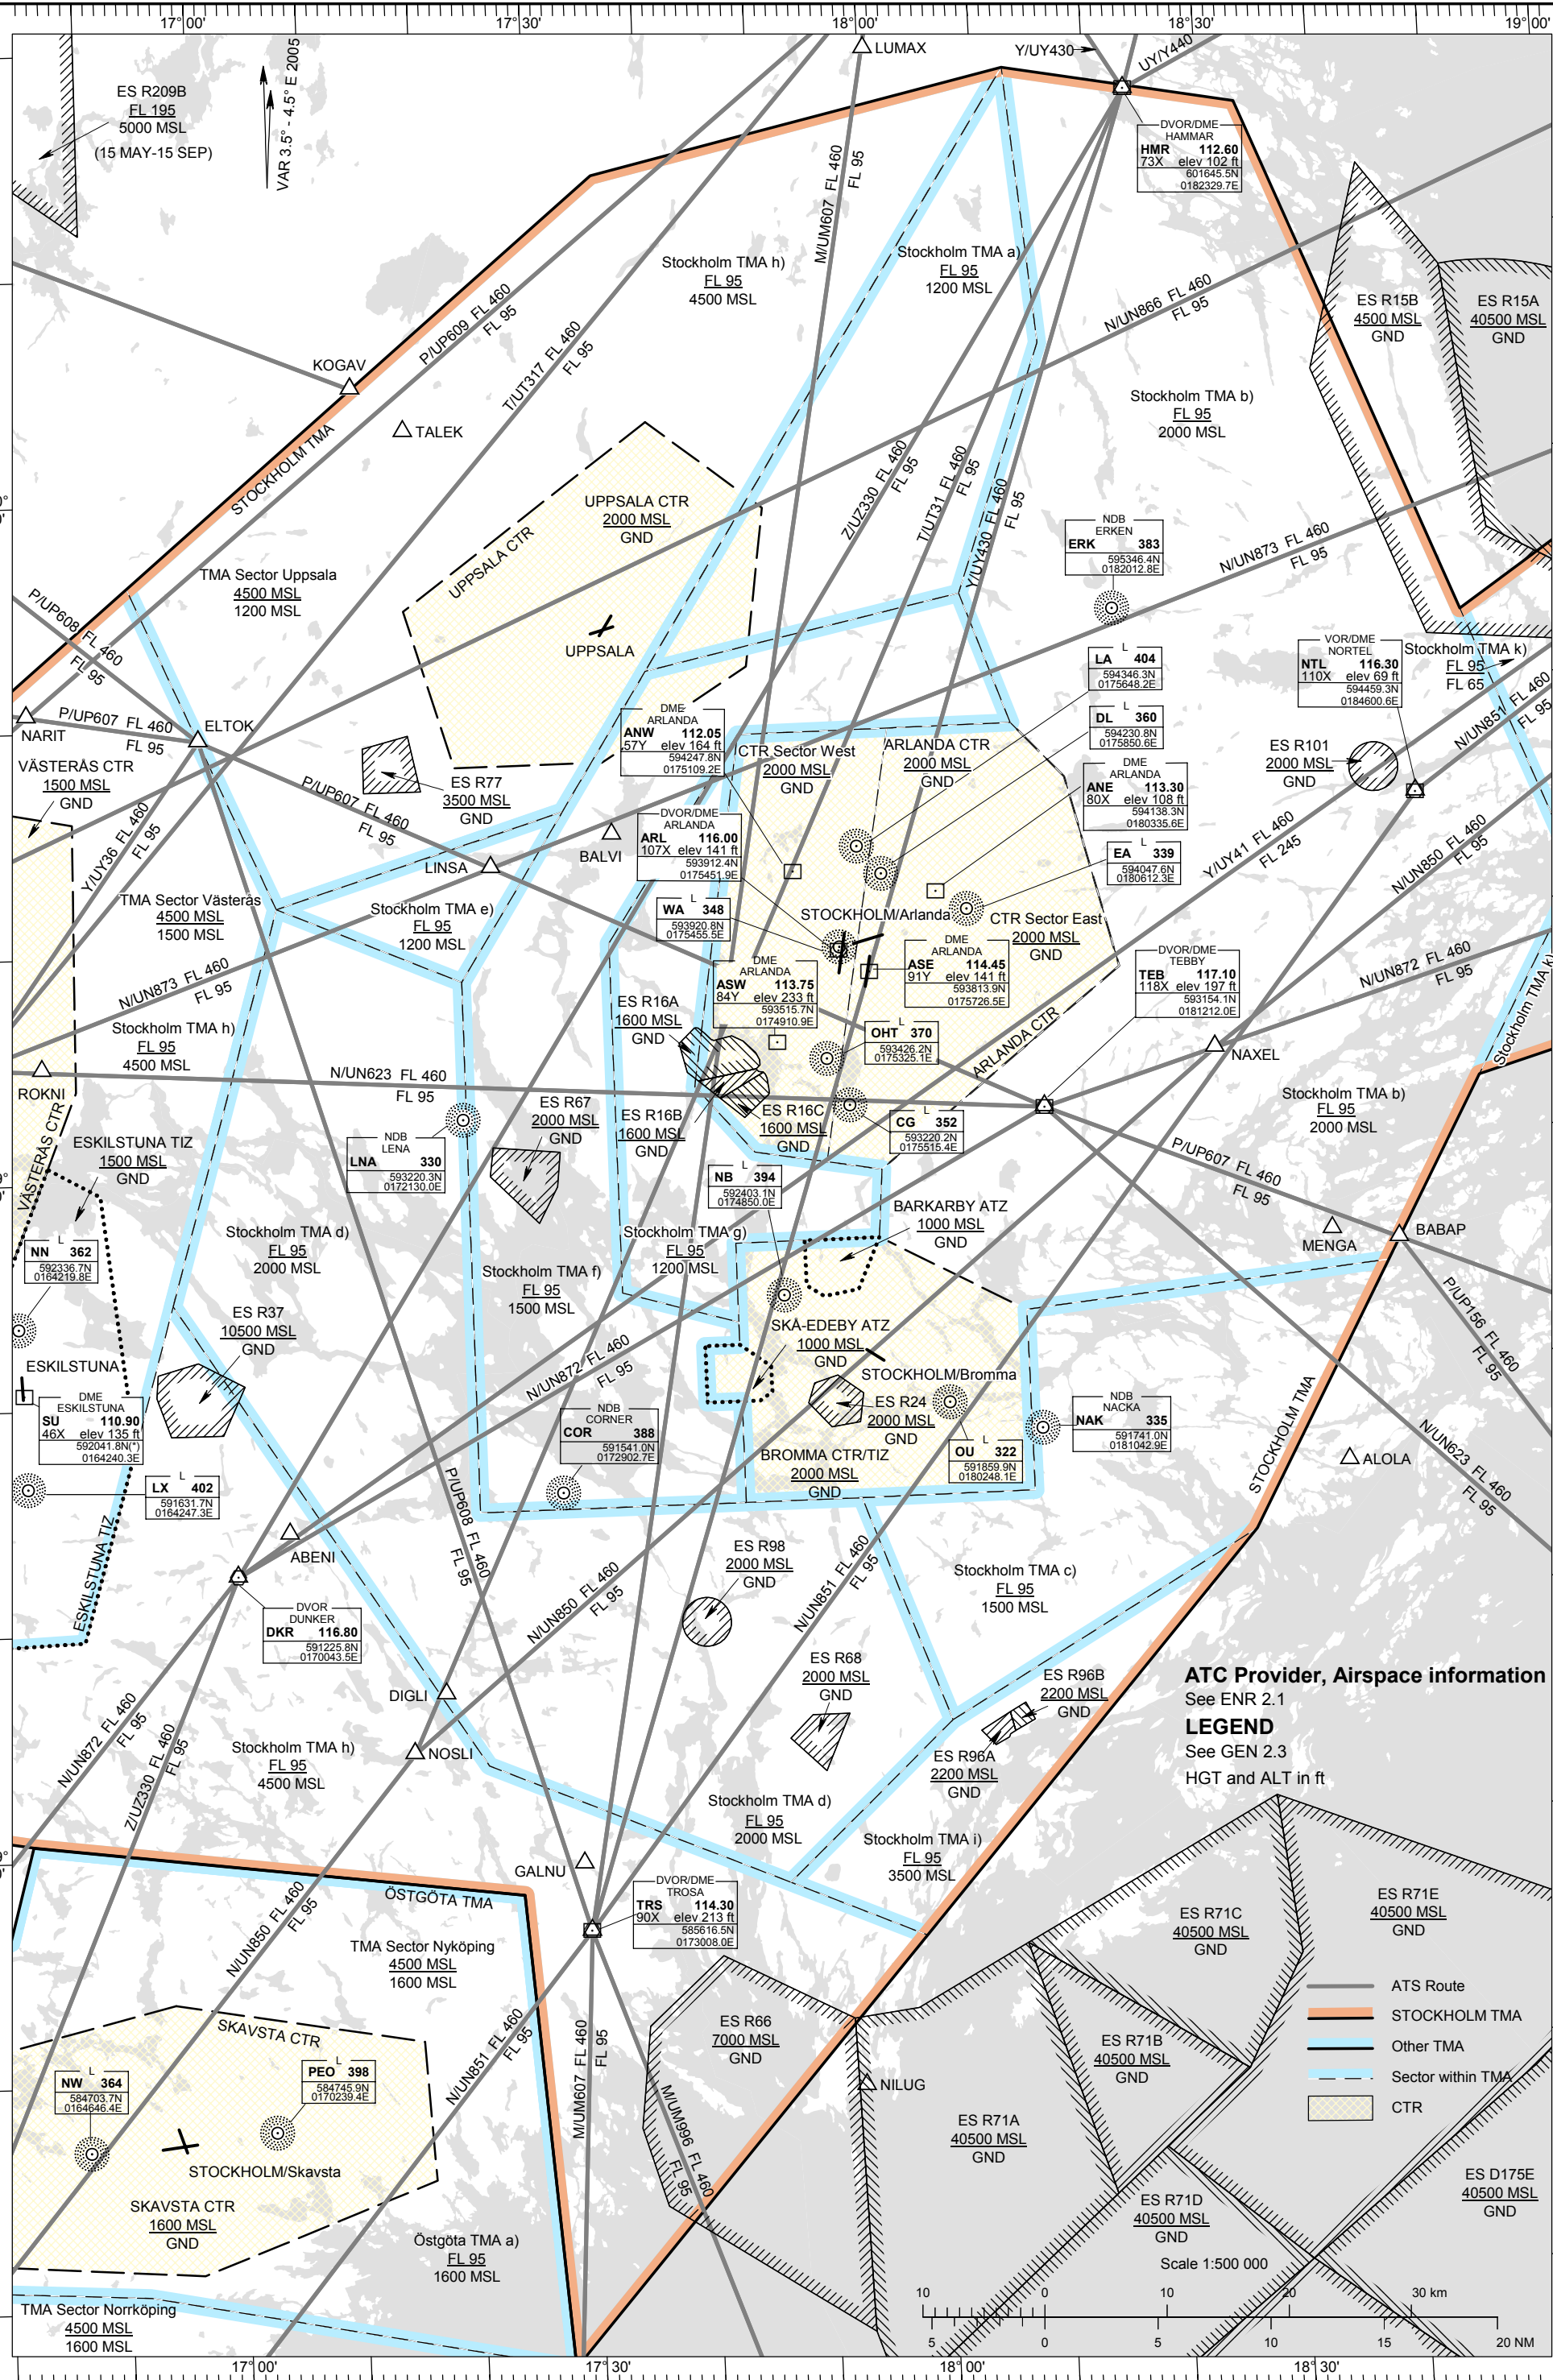 17°00'
17°30'
18°00'
18°30'
19°00'
ES R209B
FL 195
5000 MSL
(15 MAY-15 SEP)
VAR 3.5° - 4.5° E 2005
LUMAX
Y/UY430
UY/Y440
DVOR/DME
HAMMAR
HMR 112.60
73X elev 102 ft
601645.5N
0182329.7E
M/UM607 FL 460
FL 95
Stockholm TMA h)
FL 95
4500 MSL
Stockholm TMA a)
FL 95
1200 MSL
N/UN866 FL 460
FL 95
ES R15B
4500 MSL
GND
ES R15A
40500 MSL
GND
P/UP609 FL 460
FL 95
T/UT317 FL 460
FL 95
KOGAV
TALEK
STOCKHOLM TMA
Stockholm TMA b)
FL 95
2000 MSL
Z/UZ330 FL 460
FL 95
T/UT31 FL 460
FL 95
Y/UY430 FL 460
FL 95
UPPSALA CTR
2000 MSL
GND
UPPSALA CTR
UPPSALA
NDB
ERKEN
ERK 383
595346.4N
0182012.8E
N/UN873 FL 460
FL 95
TMA Sector Uppsala
4500 MSL
1200 MSL
P/UP608 FL 460
FL 95
L
LA 404
594346.3N
0175648.2E
VOR/DME
NORTEL
NTL 116.30
110X elev 69 ft
594459.3N
0184600.6E
Stockholm TMA k)
FL 95
FL 65
N/UN851 FL 460
FL 95
NARIT
P/UP607 FL 460
FL 95
ELTOK
DME
ARLANDA
ANW 112.05
57Y elev 164 ft
594247.8N
0175109.2E
L
DL 360
594230.8N
0175850.6E
CTR Sector West
2000 MSL
GND
ARLANDA CTR
2000 MSL
GND
ES R101
2000 MSL
GND
VÄSTERÅS CTR
1500 MSL
GND
ES R77
3500 MSL
GND
P/UP607 FL 460
FL 95
DME
ARLANDA
ANE 113.30
80X elev 108 ft
594138.3N
0180335.6E
DVOR/DME
ARLANDA
ARL 116.00
107X elev 141 ft
593912.4N
0175451.9E
Y/UY36 FL 460
FL 95
BALVI
LINSA
L
EA 339
594047.6N
0180612.3E
Y/UY41 FL 460
FL 245
N/UN850 FL 460
FL 95
TMA Sector Västerås
4500 MSL
1500 MSL
Stockholm TMA e)
FL 95
1200 MSL
L
WA 348
593920.8N
0175455.5E
STOCKHOLM/Arlanda
CTR Sector East
2000 MSL
GND
DME
ARLANDA
ASE 114.45
91Y elev 141 ft
593813.9N
0175726.5E
DVOR/DME
TEBBY
TEB 117.10
118X elev 197 ft
593154.1N
0181212.0E
N/UN872 FL 460
FL 95
Stockholm TMA k)
N/UN873 FL 460
FL 95
DME
ARLANDA
ASW 113.75
84Y elev 233 ft
593515.7N
0174910.9E
ES R16A
1600 MSL
GND
L
OHT 370
593426.2N
0175325.1E
ARLANDA CTR
NAXEL
Stockholm TMA h)
FL 95
4500 MSL
ROKNI
N/UN623 FL 460
FL 95
ES R67
2000 MSL
GND
ES R16B
1600 MSL
GND
ES R16C
1600 MSL
GND
L
CG 352
593220.2N
0175515.4E
Stockholm TMA b)
FL 95
2000 MSL
VÄSTERÅS CTR
ESKILSTUNA TIZ
1500 MSL
GND
NDB
LENA
LNA 330
593220.3N
0172130.0E
L
NB 394
592403.1N
0174850.0E
P/UP607 FL 460
FL 95
BARKARBY ATZ
1000 MSL
GND
MENGA
BABAP
L
NN 362
592336.7N
0164219.8E
Stockholm TMA d)
FL 95
2000 MSL
Stockholm TMA g)
FL 95
1200 MSL
Stockholm TMA f)
FL 95
1500 MSL
P/UP156 FL 460
FL 95
ES R37
10500 MSL
GND
SKÅ-EDEBY ATZ
1000 MSL
GND
N/UN872 FL 460
FL 95
ESKILSTUNA
STOCKHOLM/Bromma
ES R24
2000 MSL
GND
DME
ESKILSTUNA
SU 110.90
46X elev 135 ft
592041.8N(*)
0164240.3E
NDB
CORNER
COR 388
591541.0N
0172902.7E
NDB
NACKA
NAK 335
591741.0N
0181042.9E
STOCKHOLM TMA
N/UN623 FL 460
FL 95
BROMMA CTR/TIZ
2000 MSL
GND
L
OU 322
591859.9N
0180248.1E
ALOLA
L
LX 402
591631.7N
0164247.3E
P/UP608 FL 460
FL 95
ESKILSTUNA TIZ
ABENI
ES R98
2000 MSL
GND
N/UN850 FL 460
FL 95
N/UN851 FL 460
FL 95
Stockholm TMA c)
FL 95
1500 MSL
DVOR
DUNKER
DKR 116.80
591225.8N
0170043.5E
ES R68
2000 MSL
GND
ES R96B
2200 MSL
GND
DIGLI
NOSLI
N/UN872 FL 460
FL 95
Z/UZ330 FL 460
FL 95
Stockholm TMA h)
FL 95
4500 MSL
ES R96A
2200 MSL
GND
ATC Provider, Airspace information
See ENR 2.1
LEGEND
See GEN 2.3
HGT and ALT in ft
Stockholm TMA d)
FL 95
2000 MSL
Stockholm TMA i)
FL 95
3500 MSL
GALNU
DVOR/DME
TROSA
TRS 114.30
90X elev 213 ft
585616.5N
0173008.0E
ÖSTGÖTA TMA
N/UN850 FL 460
FL 95
TMA Sector Nyköping
4500 MSL
1600 MSL
ES R71C
40500 MSL
GND
ES R71E
40500 MSL
GND
ATS Route
STOCKHOLM TMA
Other TMA
Sector within TMA
CTR
SKAVSTA CTR
ES R66
7000 MSL
GND
ES R71B
40500 MSL
GND
L
NW 364
584703.7N
0164646.4E
L
PEO 398
584745.9N
0170239.4E
N/UN851 FL 460
FL 95
M/UM607 FL 460
FL 95
M/UM996 FL 460
FL 95
NILUG
ES R71A
40500 MSL
GND
STOCKHOLM/Skavsta
SKAVSTA CTR
1600 MSL
GND
ES R71D
40500 MSL
GND
ES D175E
40500 MSL
GND
Östgöta TMA a)
FL 95
1600 MSL
Scale 1:500 000
10 0 10 20 30 km
5 0 5 10 15 20 NM
TMA Sector Norrköping
4500 MSL
1600 MSL
17°00'
17°30'
18°00'
18°30'